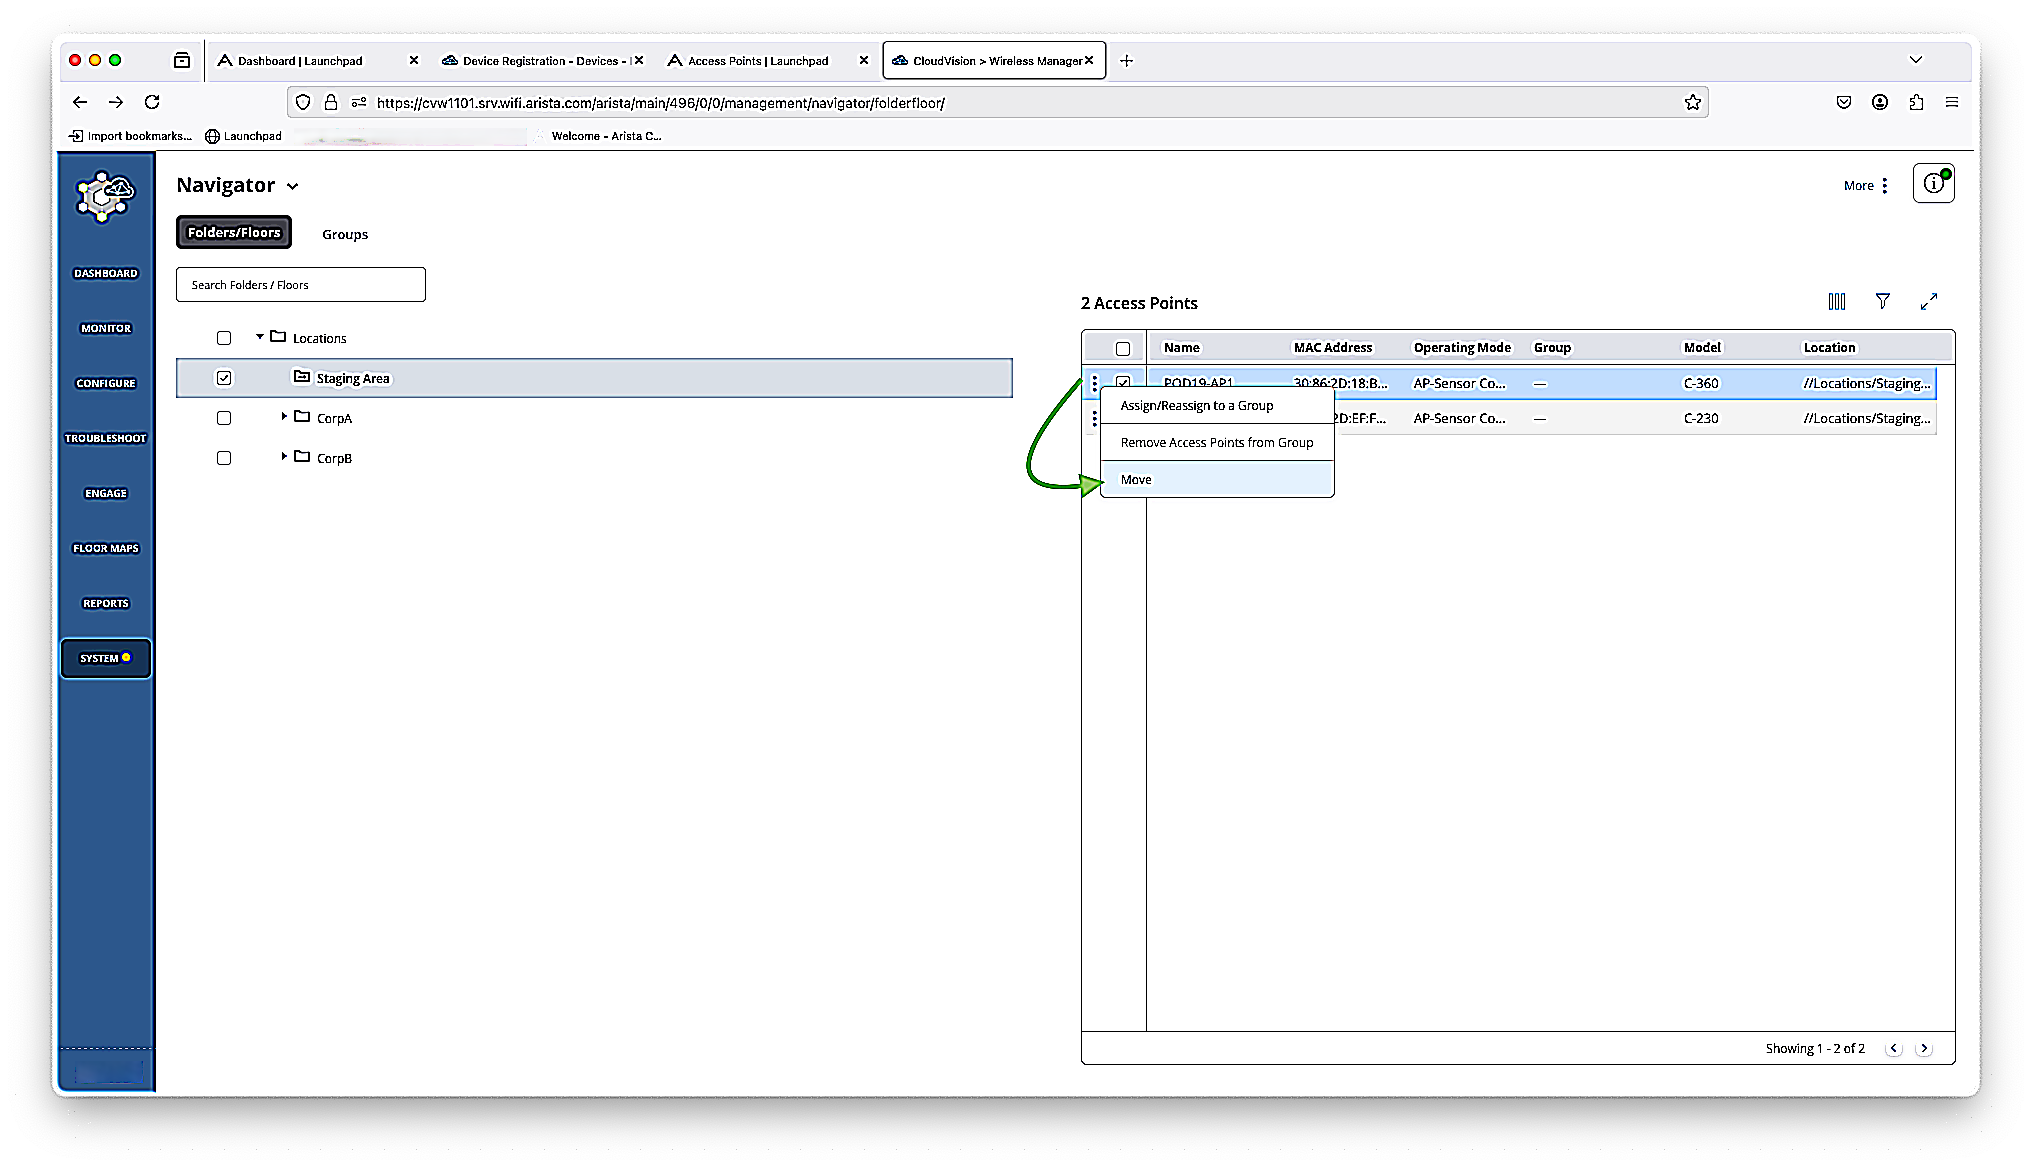 Dashboard | Launchpad
Device Registration - Devices - 
Access Points | Launchpad
CloudVision > Wireless Manager
https://cvw1101.srv.wifi.arista.com/arista/main/496/0/0/management/navigator/folderfloor/
Import bookmarks...
Launchpad
Welcome - Arista C...
Navigator
More
Folders/Floors
Groups
Search Folders / Floors
DASHBOARD
MONITOR
CONFIGURE
TROUBLESHOOT
ENGAGE
FLOOR MAPS
REPORTS
SYSTEM
Locations
Staging Area
CorpA
CorpB
2 Access Points
Name MAC Address Operating Mode Group Model Location
POD19-AP1 30:86:2D:18:B... AP-Sensor Co... — C-360 //Locations/Staging...
2D:EF:F... AP-Sensor Co... — C-230 //Locations/Staging...
Assign/Reassign to a Group
Remove Access Points from Group
Move
Showing 1 - 2 of 2